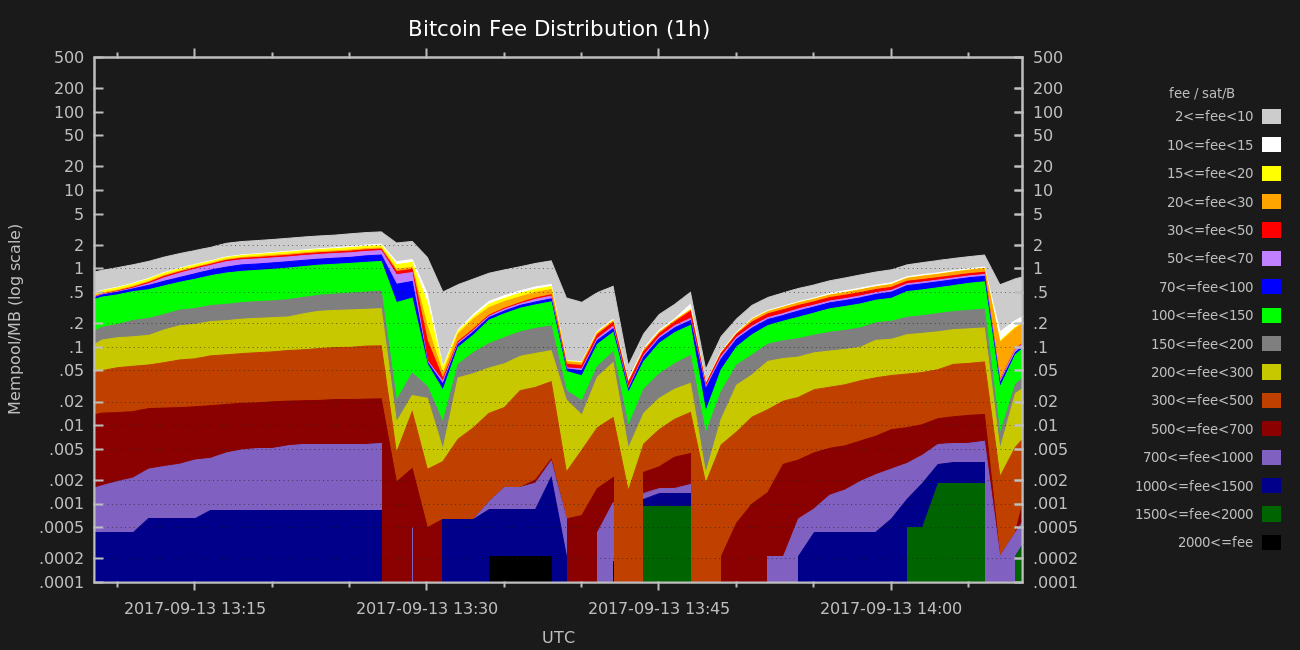 Bitcoin Fee Distribution (1h)
500
200
100
50
20
10
5
2
1
.5
.2
.1
.05
.02
.01
.005
.002
.001
.0005
.0002
.0001
Mempool/MB (log scale)
500
200
100
50
20
10
5
2
1
.5
.2
.1
.05
.02
.01
.005
.002
.001
.0005
.0002
.0001
2017-09-13 13:15
2017-09-13 13:30
2017-09-13 13:45
2017-09-13 14:00
UTC
fee / sat/B
2<=fee<10
10<=fee<15
15<=fee<20
20<=fee<30
30<=fee<50
50<=fee<70
70<=fee<100
100<=fee<150
150<=fee<200
200<=fee<300
300<=fee<500
500<=fee<700
700<=fee<1000
1000<=fee<1500
1500<=fee<2000
2000<=fee